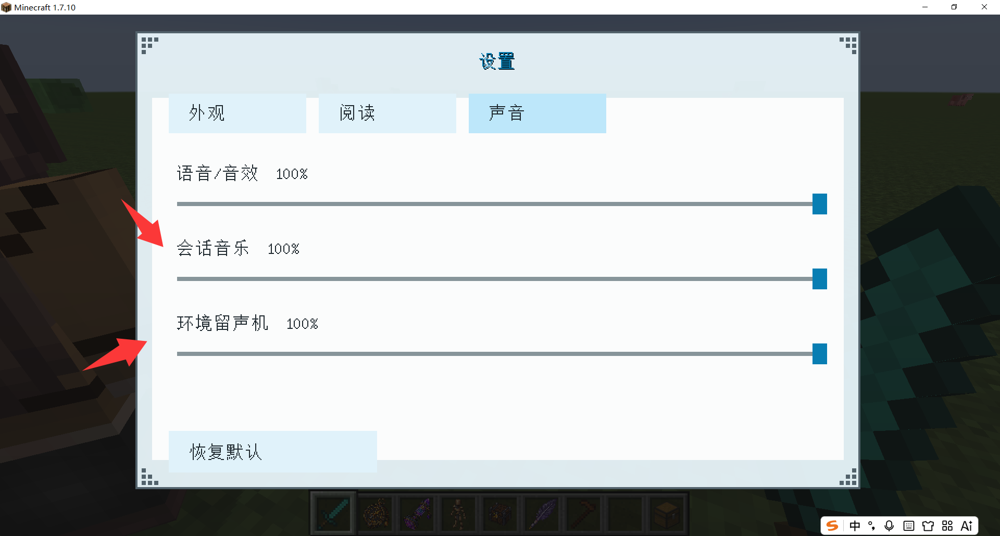 Minecraft 1.7.10
设置
外观
阅读
声音
语音/音效 100%
会话音乐 100%
环境留声机 100%
恢复默认
中
Ai